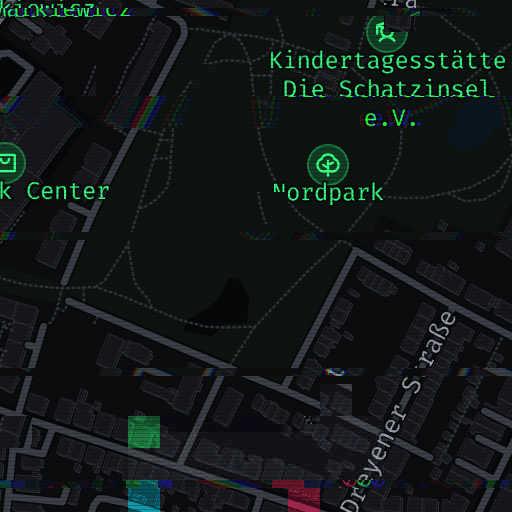 Kindertagesstätte
Die Schatzinsel
e.V.
k Center
Nordpark
Dreyener Straße